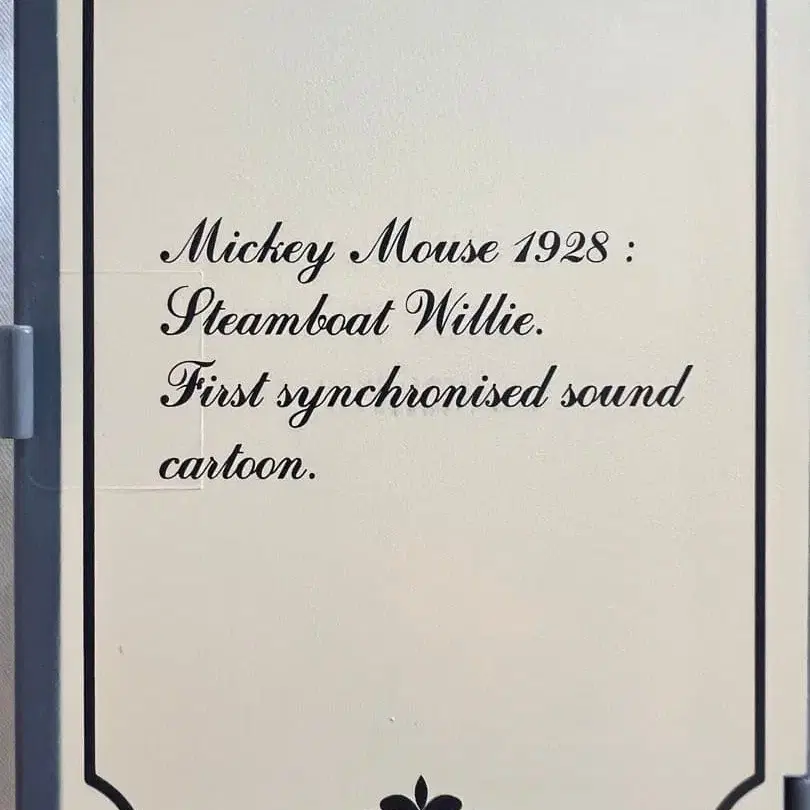 Mickey Mouse 1928 :
Steamboat Willie.
First synchronised sound
cartoon.